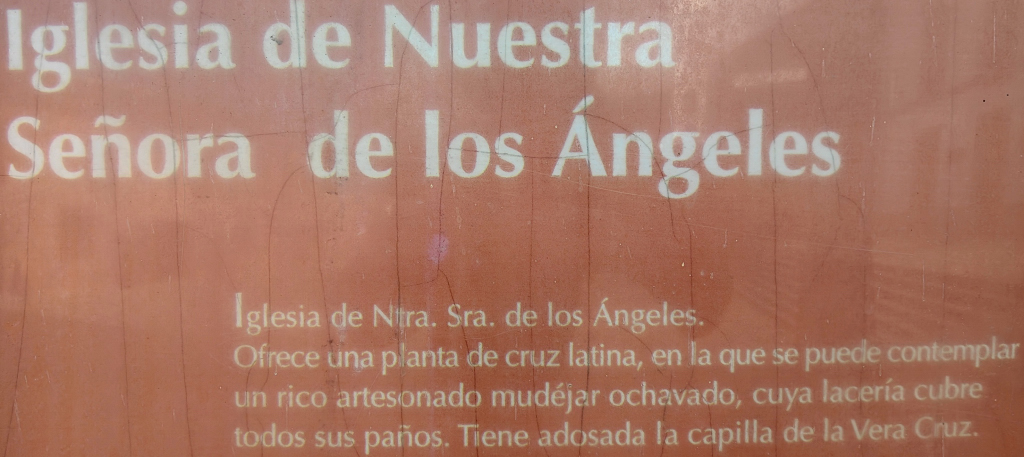 Iglesia de Nuestra
Señora de los Ángeles
Iglesia de Ntra. Sra. de los Ángeles.
Ofrece una planta de cruz latina, en la que se puede contemplar
un rico artesonado mudéjar ochavado, cuya lacería cubre
todos sus paños. Tiene adosada la capilla de la Vera Cruz.